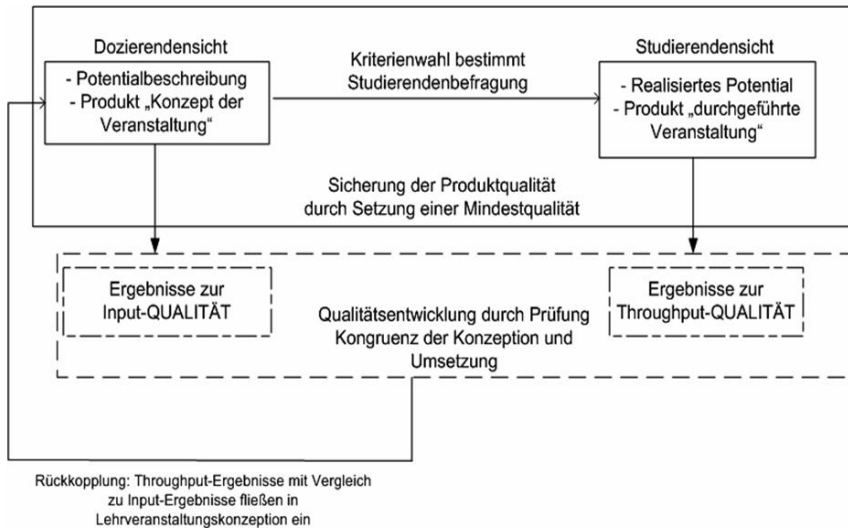 Dozierendensicht
- Potentialbeschreibung
- Produkt „Konzept der
Veranstaltung“
Kriterienwahl bestimmt
Studierendenbefragung
Studierendensicht
- Realisiertes Potential
- Produkt „durchgeführte
Veranstaltung“
Sicherung der Produktqualität
durch Setzung einer Mindestqualität
Ergebnisse zur
Input-QUALITÄT
Qualitätsentwicklung durch Prüfung
Kongruenz der Konzeption und
Umsetzung
Ergebnisse zur
Throughput-QUALITÄT
Rückkopplung: Throughput-Ergebnisse mit Vergleich
zu Input-Ergebnisse fließen in
Lehrveranstaltungskonzeption ein